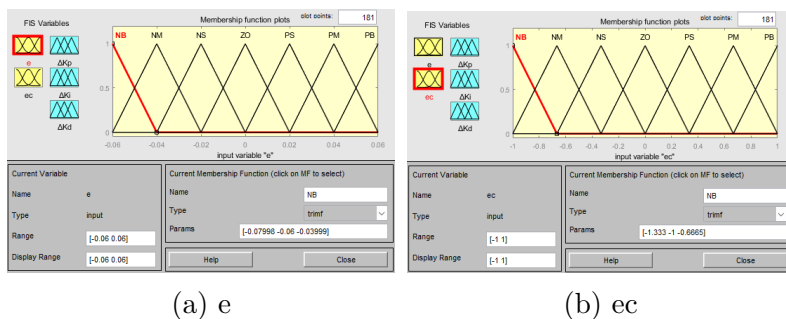 FIS Variables
Membership function plots
plot points:
181
e
ΔKp
ec
ΔKi
ΔKd
NB
NM
NS
ZO
PS
PM
PB
1
0.5
0
-0.06
-0.04
-0.02
0
0.02
0.04
0.06
input variable "e"
Current Variable
Name e
Type input
Range [-0.06 0.06]
Display Range [-0.06 0.06]
Current Membership Function (click on MF to select)
Name NB
Type trimf
Params [-0.07998 -0.06 -0.03999]
Help
Close
(a) e
FIS Variables
Membership function plots
plot points:
181
e
ΔKp
ec
ΔKi
ΔKd
NB
NM
NS
ZO
PS
PM
PB
1
0.5
0
-1
-0.8
-0.6
-0.4
-0.2
0
0.2
0.4
0.6
0.8
1
input variable "ec"
Current Variable
Name ec
Type input
Range [-1 1]
Display Range [-1 1]
Current Membership Function (click on MF to select)
Name NB
Type trimf
Params [-1.333 -1 -0.6665]
Help
Close
(b) ec